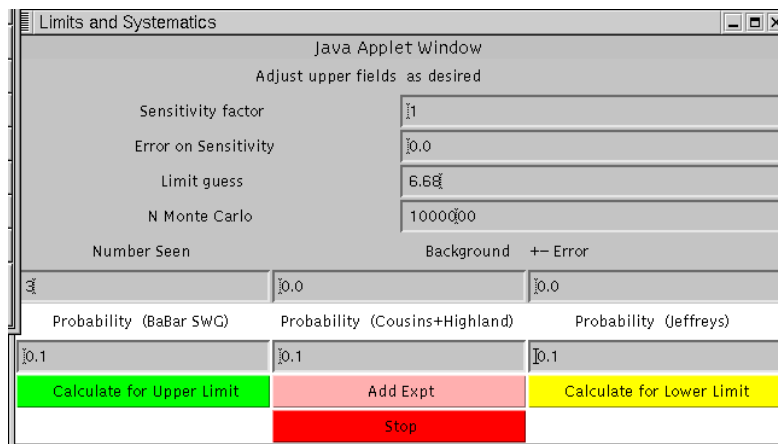 Limits and Systematics
Java Applet Window
Adjust upper fields as desired
Sensitivity factor 1
Error on Sensitivity 0.0
Limit guess 6.68
N Monte Carlo 1000000
Number Seen Background +- Error
3 0.0 0.0
Probability (BaBar SWG) Probability (Cousins+Highland) Probability (Jeffreys)
0.1 0.1 0.1
Calculate for Upper Limit Add Expt Calculate for Lower Limit
Stop